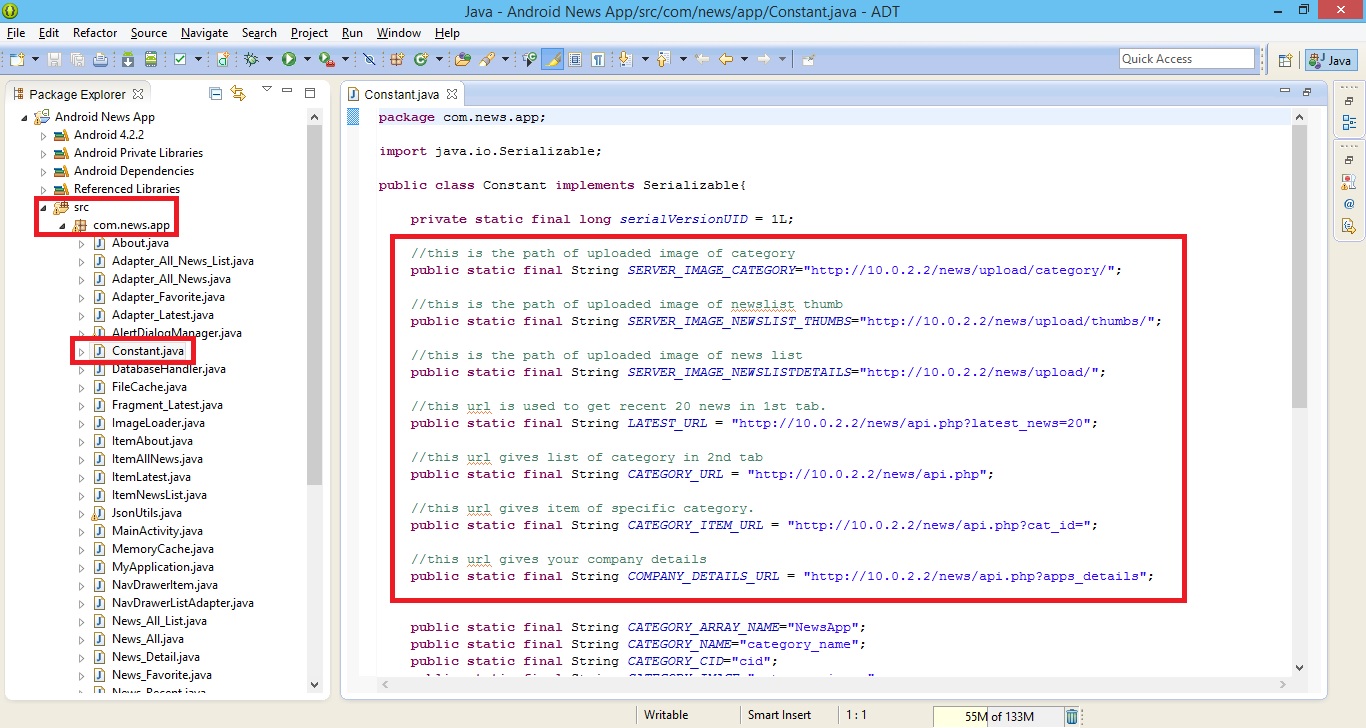 Java - Android News App/src/com/news/app/Constant.java - ADT
File Edit Refactor Source Navigate Search Project Run Window Help
Quick Access
Java
Package Explorer
Android News App
Android 4.2.2
Android Private Libraries
Android Dependencies
Referenced Libraries
src
com.news.app
About.java
Adapter_All_News_List.java
Adapter_All_News.java
Adapter_Favorite.java
Adapter_Latest.java
AlertDialogManager.java
Constant.java
DatabaseHandler.java
FileCache.java
Fragment_Latest.java
ImageLoader.java
ItemAbout.java
ItemAllNews.java
ItemLatest.java
ItemNewsList.java
JsonUtils.java
MainActivity.java
MemoryCache.java
MyApplication.java
NavDrawerItem.java
NavDrawerListAdapter.java
News_All_List.java
News_All.java
News_Detail.java
News_Favorite.java
News_Recent.java
Constant.java
package com.news.app;
import java.io.Serializable;
public class Constant implements Serializable{
private static final long serialVersionUID = 1L;
//this is the path of uploaded image of category
public static final String SERVER_IMAGE_CATEGORY="http://10.0.2.2/news/upload/category/";
//this is the path of uploaded image of newslist thumb
public static final String SERVER_IMAGE_NEWSLIST_THUMBS="http://10.0.2.2/news/upload/thumbs/";
//this is the path of uploaded image of news list
public static final String SERVER_IMAGE_NEWSLISTDETAILS="http://10.0.2.2/news/upload/";
//this url is used to get recent 20 news in 1st tab.
public static final String LATEST_URL = "http://10.0.2.2/news/api.php?latest_news=20";
//this url gives list of category in 2nd tab
public static final String CATEGORY_URL = "http://10.0.2.2/news/api.php";
//this url gives item of specific category.
public static final String CATEGORY_ITEM_URL = "http://10.0.2.2/news/api.php?cat_id=";
//this url gives your company details
public static final String COMPANY_DETAILS_URL = "http://10.0.2.2/news/api.php?apps_details";
public static final String CATEGORY_ARRAY_NAME="NewsApp";
public static final String CATEGORY_NAME="category_name";
public static final String CATEGORY_CID="cid";
Writable Smart Insert 1 : 1 55M of 133M